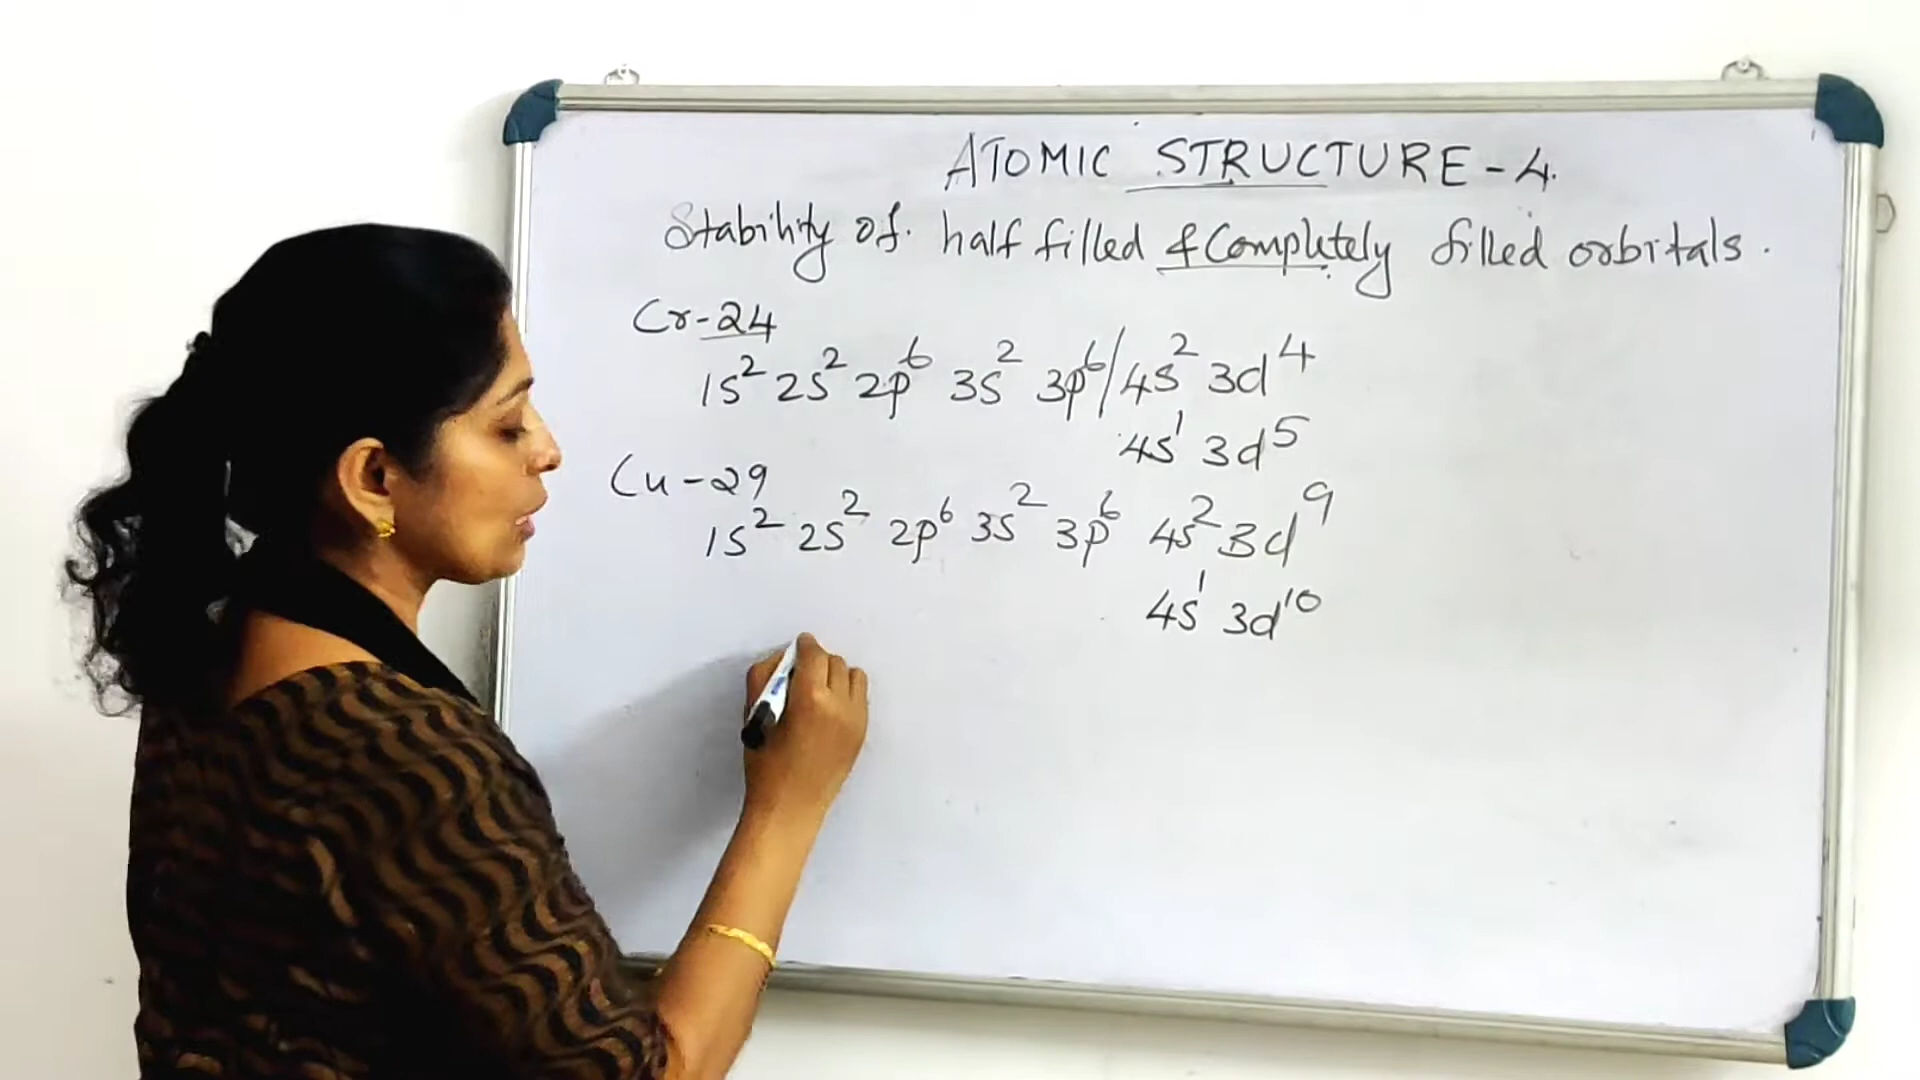 ATOMIC STRUCTURE - 4.
Stability of. half filled & Completely filled orbitals.
Cr-24
1s² 2s² 2p⁶ 3s² 3p⁶/4s² 3d⁴
4s¹ 3d⁵
Cu-29
1s² 2s² 2p⁶ 3s² 3p⁶ 4s² 3d⁹
4s¹ 3d¹⁰